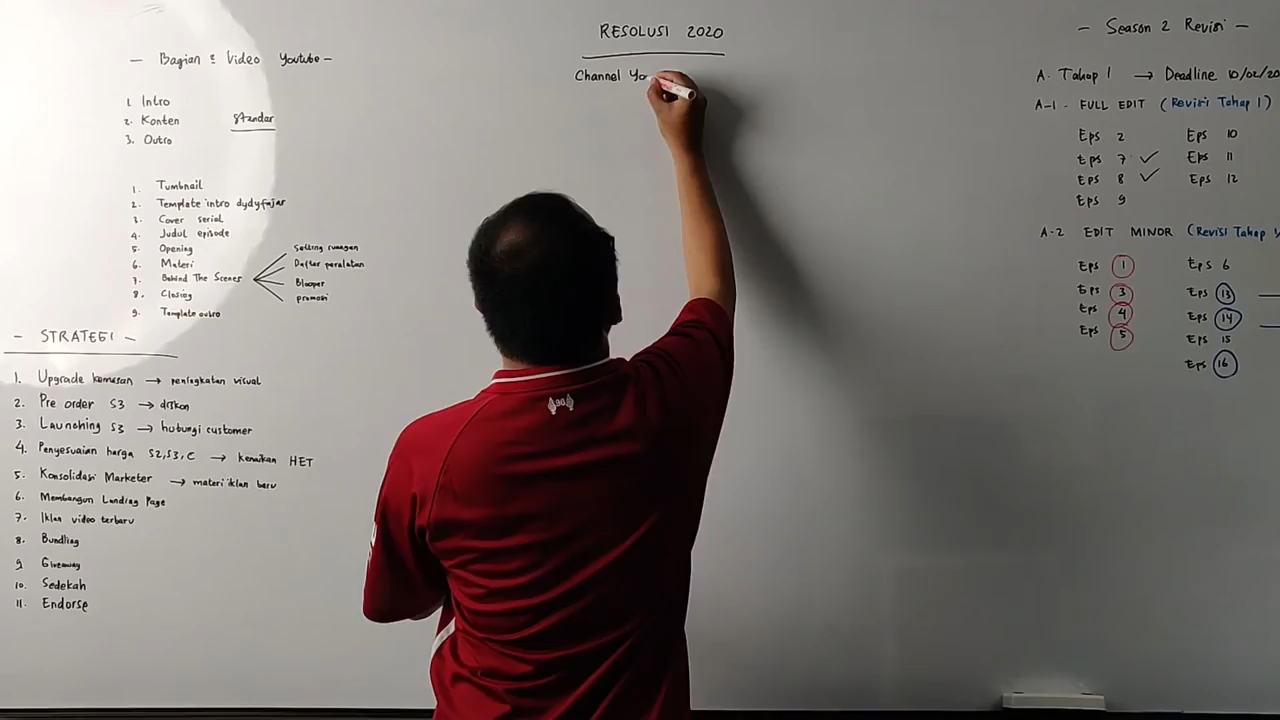 — Bagian ² Video Youtube —
1. Intro
2. Konten
3. Outro
Standar
1. Tumbnail
2. Template intro dydyfajar
3. Cover serial
4. Judul episode
5. Opening
6. Materi
7. Behind The Scenes
8. Closing
9. Template outro
Setting ruangan
Daftar peralatan
Blooper
promosi
- STRATEGI -
1. Upgrade kemasan → peningkatan visual
2. Pre order S3 → diskon
3. Launching S3 → hubungi customer
4. Penyesuaian harga S2, S3, C → kenaikan HET
5. Konsolidasi Marketer → materi iklan baru
6. Membangun Landing Page
7. Iklan video terbaru
8. Bundling
9 Giveaway
10. Sedekah
11. Endorse
RESOLUSI 2020
Channel Yo
— Season 2 Revisi —
A. Tahap 1 → Deadline 10/02/20
A-1. FULL EDIT (Revisi Tahap 1)
Eps 2 Eps 10
Eps 7 ✓ Eps 11
Eps 8 ✓ Eps 12
Eps 9
A-2 EDIT MINOR (Revisi Tahap 1
Eps 1 Eps 6
Eps 3 Eps 13
Eps 4 Eps 14
Eps 5 Eps 15
Eps 16